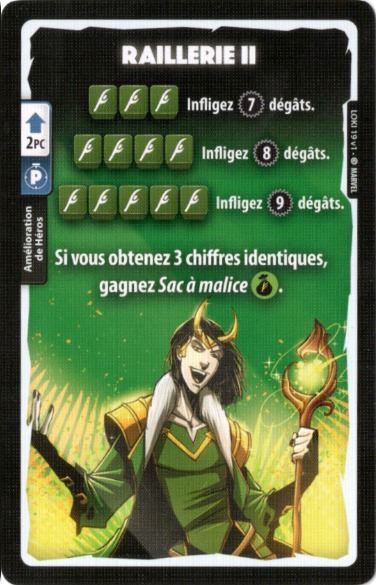 RAILLERIE II
Infligez 7 dégâts.
2PC
Infligez 8 dégâts.
P
Infligez 9 dégâts.
Amélioration
de Héros
LOKI 19 v1 • © MARVEL
Si vous obtenez 3 chiffres identiques,
gagnez Sac à malice.